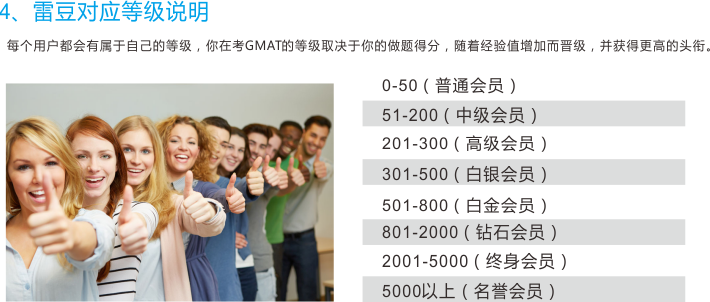 4、雷豆对应等级说明
每个用户都会有属于自己的等级，你在考GMAT的等级取决于你的做题得分，随着经验值增加而晋级，并获得更高的头衔。
0-50（普通会员）
51-200（中级会员）
201-300（高级会员）
301-500（白银会员）
501-800（白金会员）
801-2000（钻石会员）
2001-5000（终身会员）
5000以上（名誉会员）